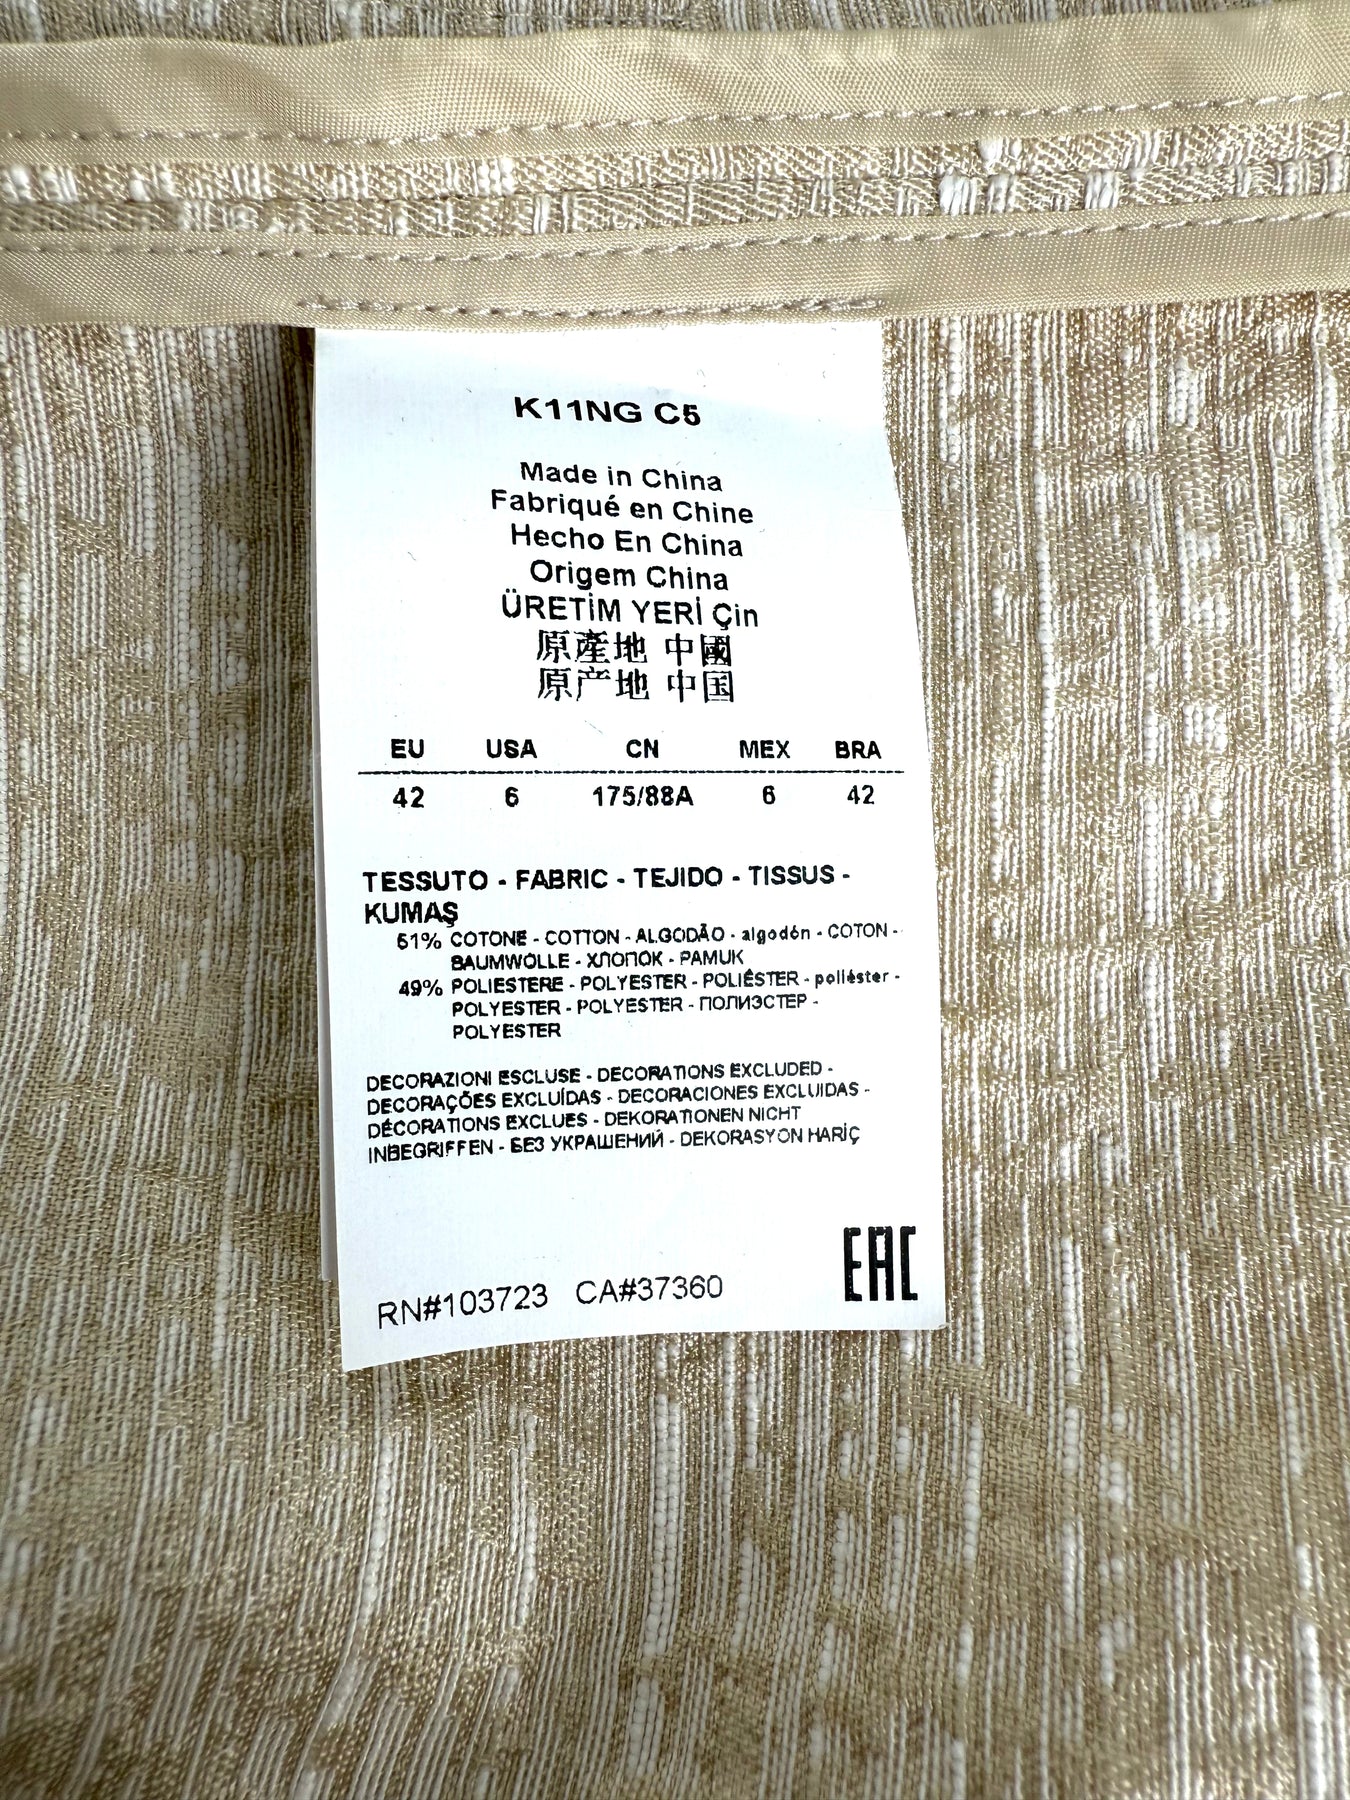 K11NG C5
Made in China
Fabriqué en Chine
Hecho En China
Origem China
ÜRETİM YERİ Çin
原產地 中國
原产地 中国
EU USA CN MEX BRA
42 6 175/88A 6 42
TESSUTO - FABRIC - TEJIDO - TISSUS -
KUMAŞ
51% COTONE - COTTON - ALGODÃO - algodón - COTON -
BAUMWOLLE - ХЛОПОК - PAMUK
49% POLIESTERE - POLYESTER - POLIÉSTER - poliéster -
POLYESTER - POLYESTER - ПОЛИЭСТЕР -
POLYESTER
DECORAZIONI ESCLUSE - DECORATIONS EXCLUDED -
DECORAÇÕES EXCLUÍDAS - DECORACIONES EXCLUIDAS -
DÉCORATIONS EXCLUES - DEKORATIONEN NICHT
INBEGRIFFEN - БЕЗ УКРАШЕНИЙ - DEKORASYON HARİÇ
EAC
RN#103723 CA#37360